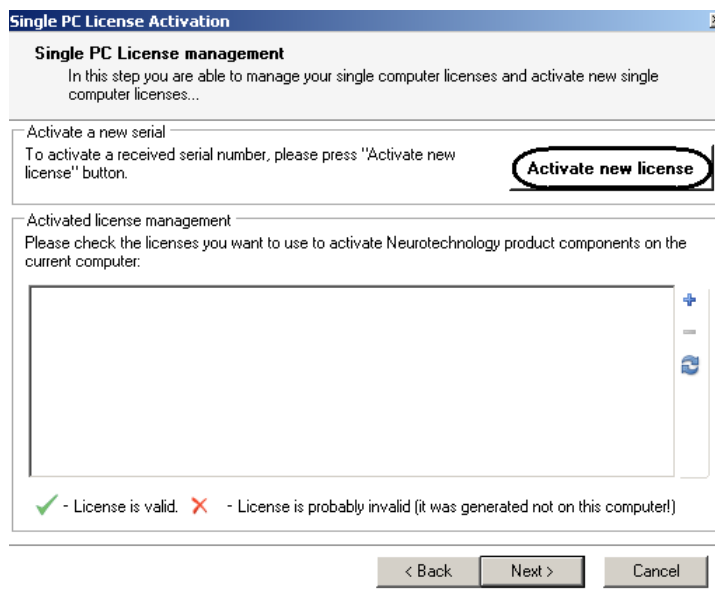 Single PC License Activation
Single PC License management
In this step you are able to manage your single computer licenses and activate new single
computer licenses...
Activate a new serial
To activate a received serial number, please press "Activate new
license" button.
Activate new license
Activated license management
Please check the licenses you want to use to activate Neurotechnology product components on the
current computer:
- License is valid. - License is probably invalid (it was generated not on this computer!)
< Back Next > Cancel